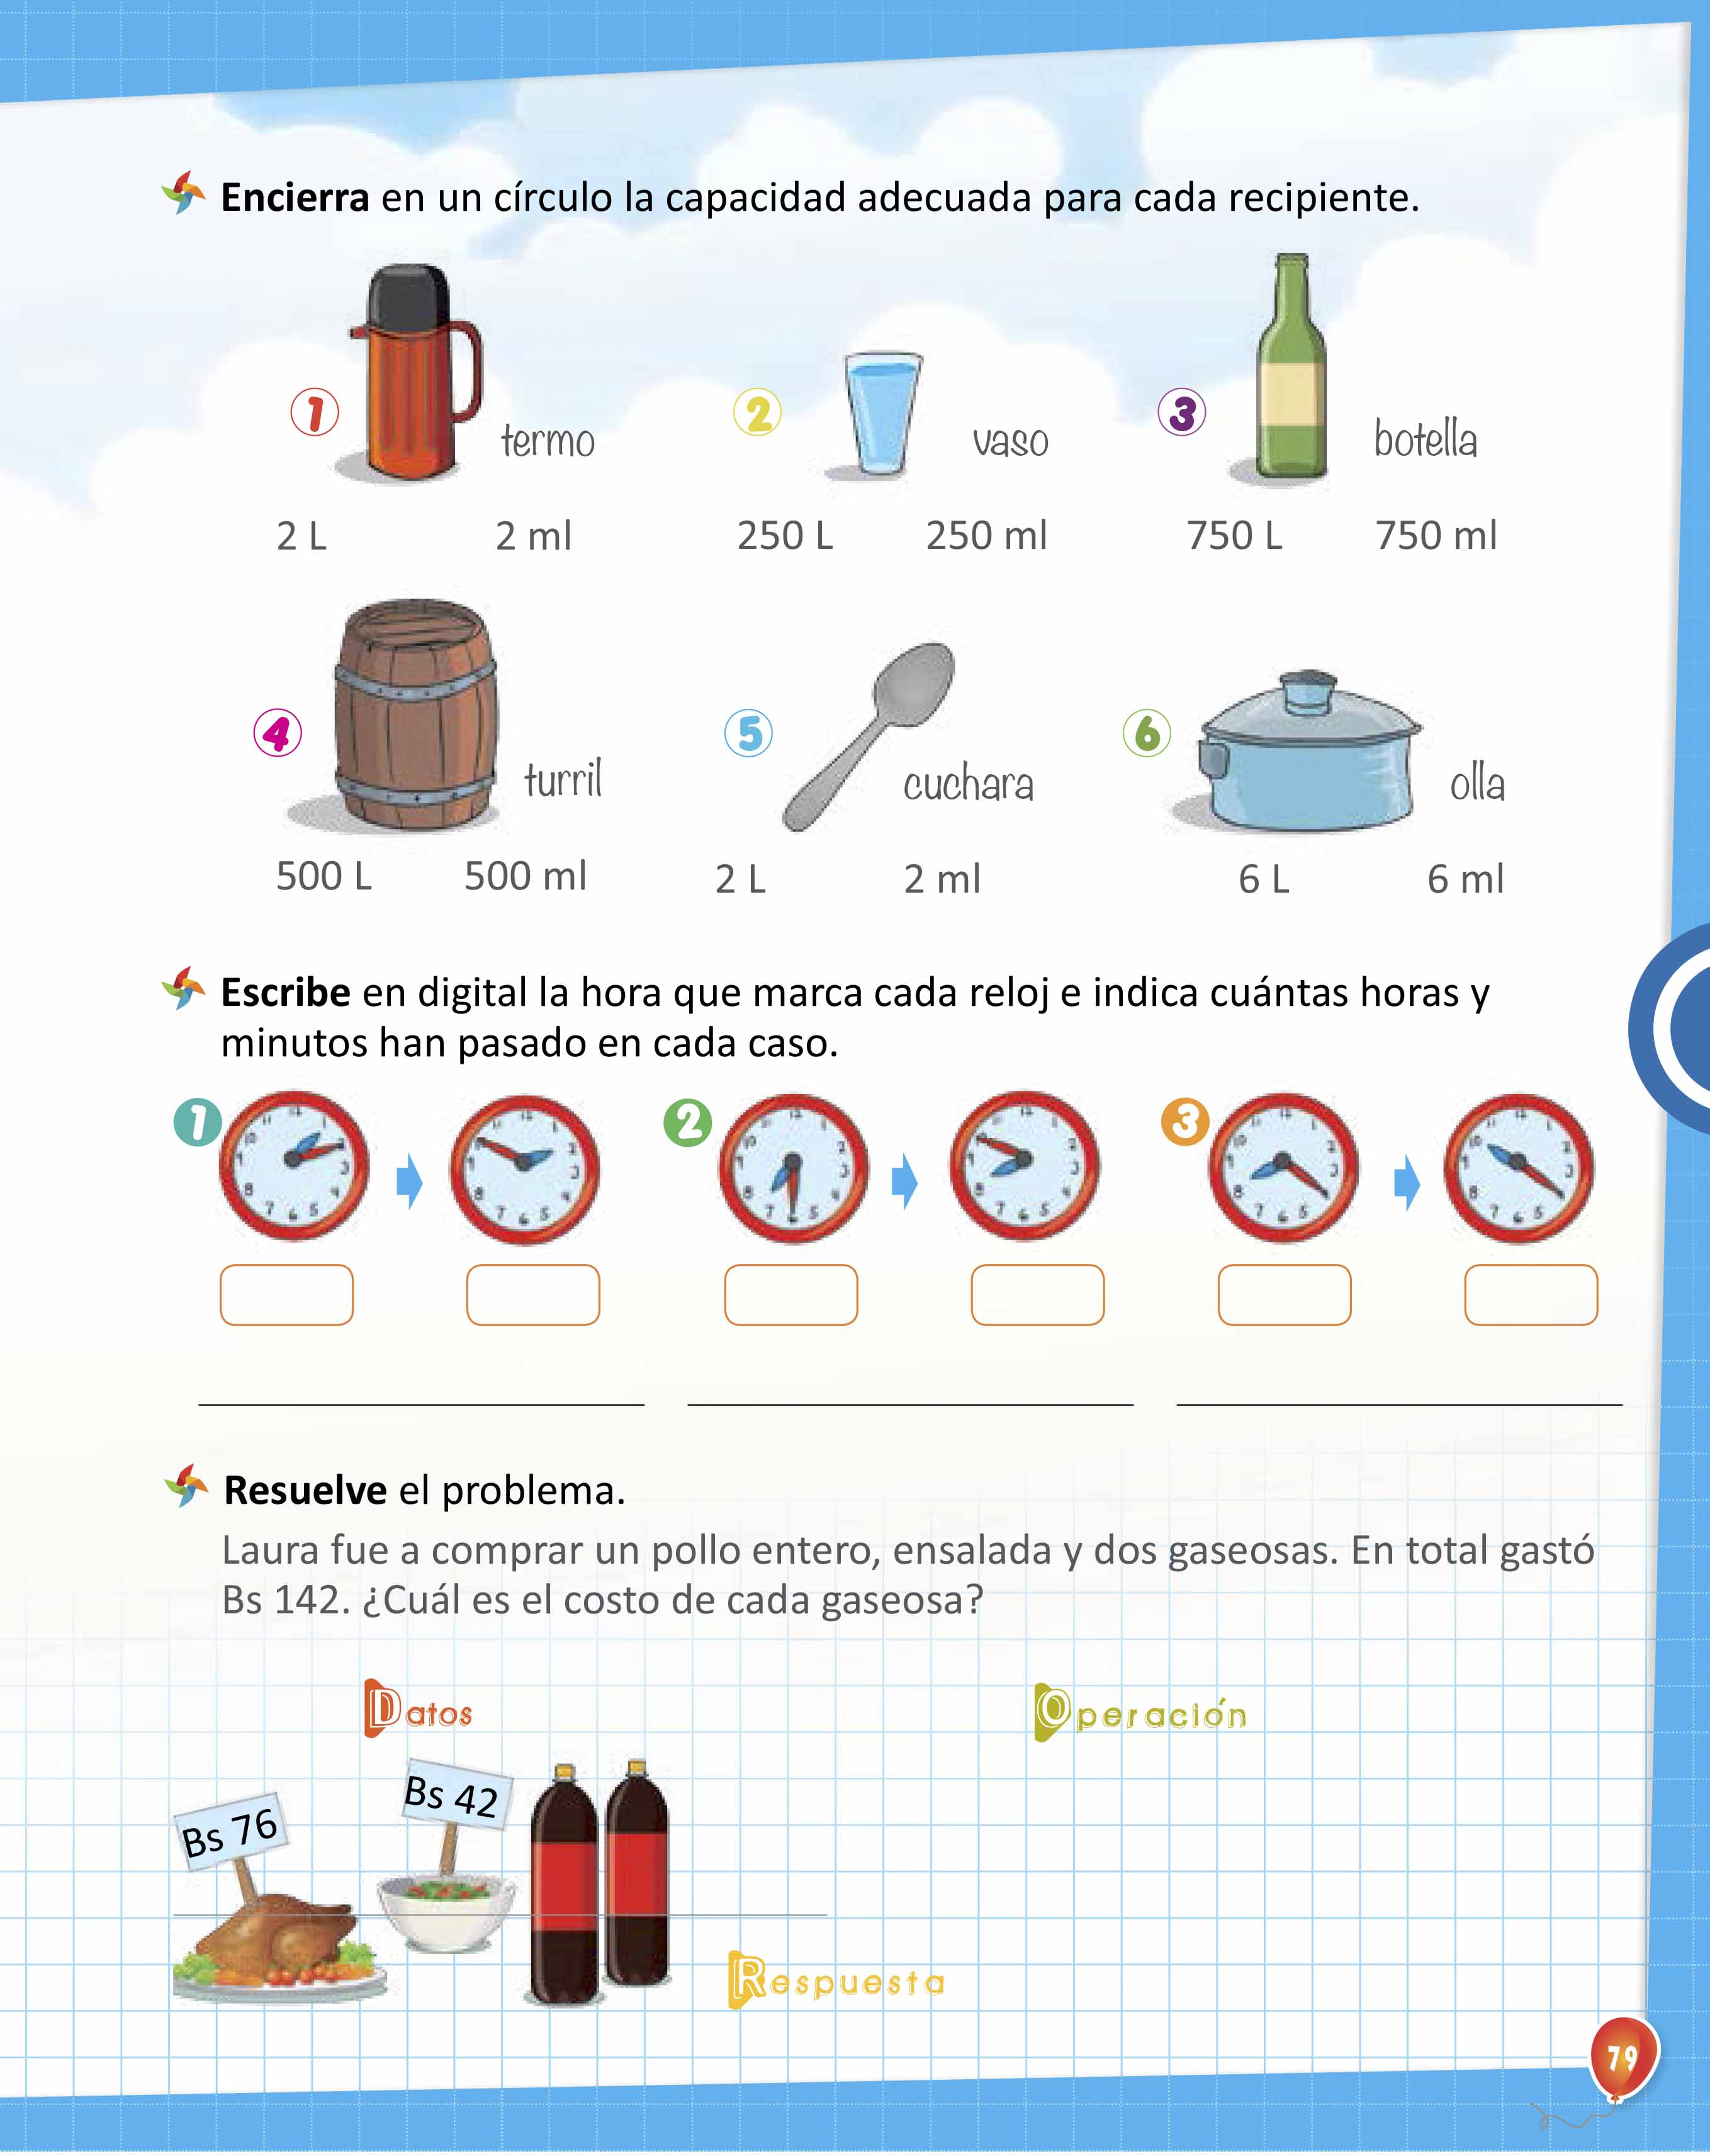 Encierra en un círculo la capacidad adecuada para cada recipiente.
1 termo
2 vaso
3 botella
2 L 2 ml
250 L 250 ml
750 L 750 ml
4 turril
5 cuchara
6 olla
500 L 500 ml
2 L 2 ml
6 L 6 ml
Escribe en digital la hora que marca cada reloj e indica cuántas horas y
minutos han pasado en cada caso.
1
2
3
Resuelve el problema.
Laura fue a comprar un pollo entero, ensalada y dos gaseosas. En total gastó
Bs 142. ¿Cuál es el costo de cada gaseosa?
Datos
Operación
Bs 76
Bs 42
Respuesta
79